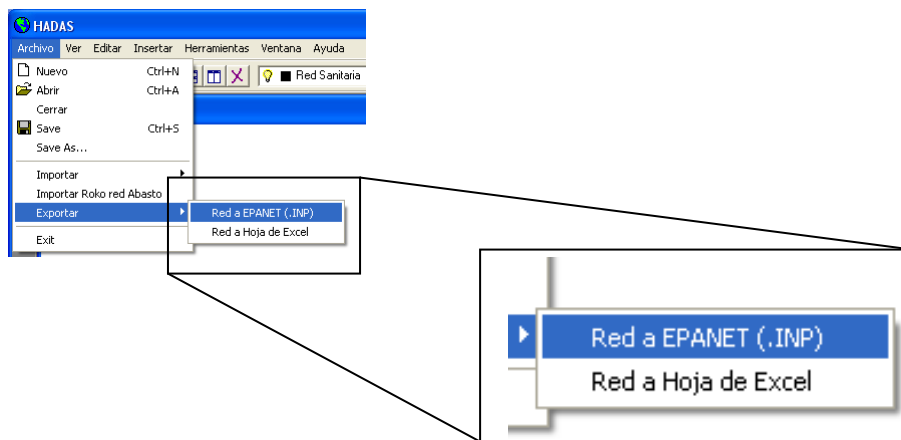 HADAS
Archivo Ver Editar Insertar Herramientas Ventana Ayuda
Nuevo Ctrl+N
Red Sanitaria
Abrir Ctrl+A
Cerrar
Save Ctrl+S
Save As...
Importar
Importar Roko red Abasto
Exportar
Red a EPANET (.INP)
Red a Hoja de Excel
Exit
Red a EPANET (.INP)
Red a Hoja de Excel